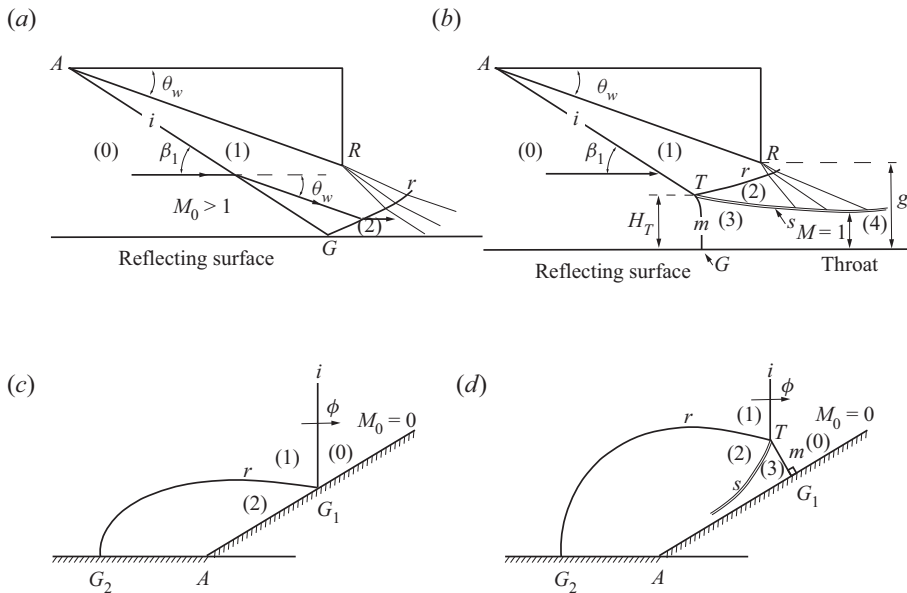 (a)
A
θw
i
(0)
β1
(1)
R
θw
r
M0 > 1
(2)
G
Reflecting surface
(b)
A
θw
i
(0)
β1
(1)
R
T
r
(2)
g
HT
m
(3)
s
M = 1
(4)
Reflecting surface
G
Throat
(c)
i
ϕ
M0 = 0
r
(1)
(0)
(2)
G1
G2
A
(d)
i
ϕ
r
(1)
M0 = 0
T
(2)
m
(0)
(3)
s
G1
G2
A